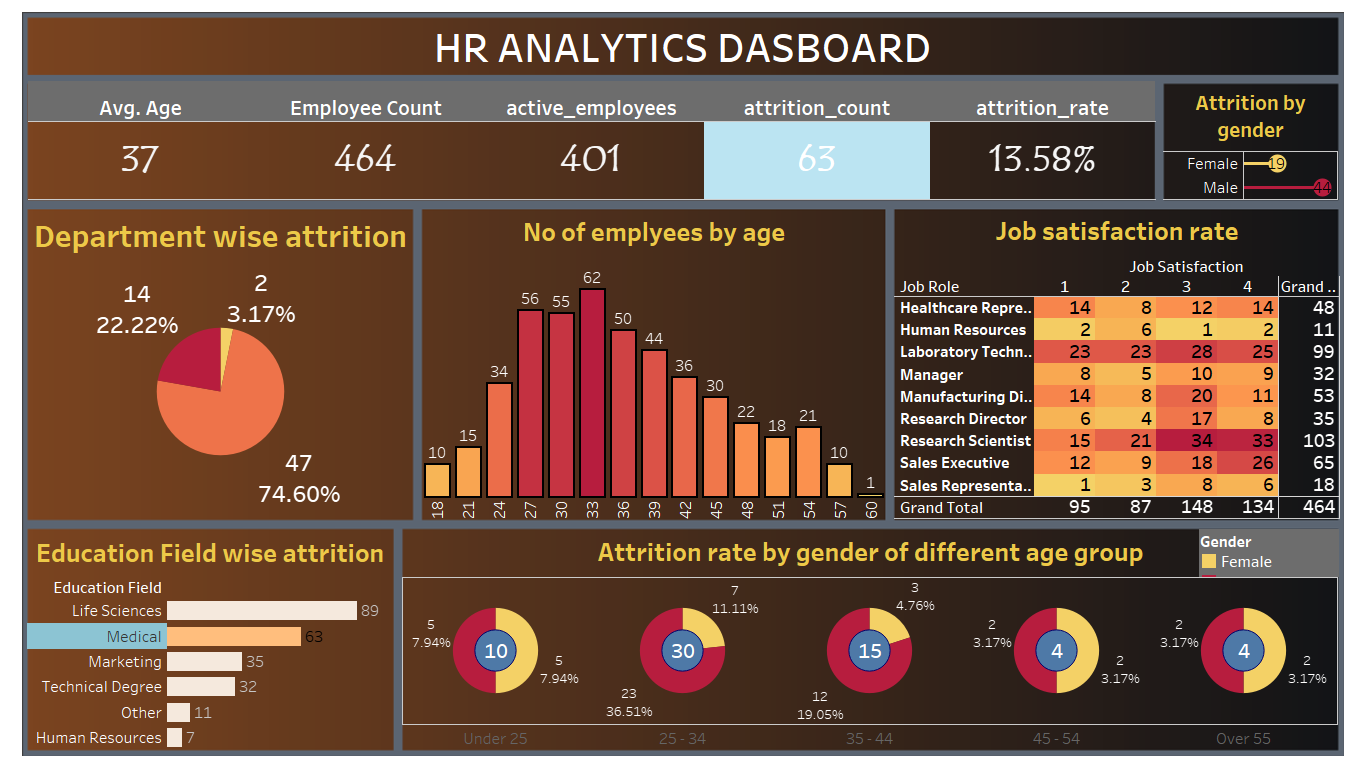 HR ANALYTICS DASBOARD
Avg. Age Employee Count active_employees attrition_count attrition_rate
37 464 401 63 13.58%
Attrition by
gender
Female 19
Male 44
Department wise attrition
14
22.22%
2
3.17%
47
74.60%
No of emplyees by age
10 15 34 56 55 62 50 44 36 30 22 18 21 10 1
18 21 24 27 30 33 36 39 42 45 48 51 54 57 60
Job satisfaction rate
Job Satisfaction
Job Role 1 2 3 4 Grand ..
Healthcare Repre.. 14 8 12 14 48
Human Resources 2 6 1 2 11
Laboratory Techn.. 23 23 28 25 99
Manager 8 5 10 9 32
Manufacturing Di.. 14 8 20 11 53
Research Director 6 4 17 8 35
Research Scientist 15 21 34 33 103
Sales Executive 12 9 18 26 65
Sales Representa.. 1 3 8 6 18
Grand Total 95 87 148 134 464
Education Field wise attrition
Education Field
Life Sciences 89
Medical 63
Marketing 35
Technical Degree 32
Other 11
Human Resources 7
Attrition rate by gender of different age group
Gender
Female
5
7.94%
10
5
7.94%
7
11.11%
30
23
36.51%
3
4.76%
15
12
19.05%
2
3.17%
4
2
3.17%
2
3.17%
4
2
3.17%
Under 25 25 - 34 35 - 44 45 - 54 Over 55